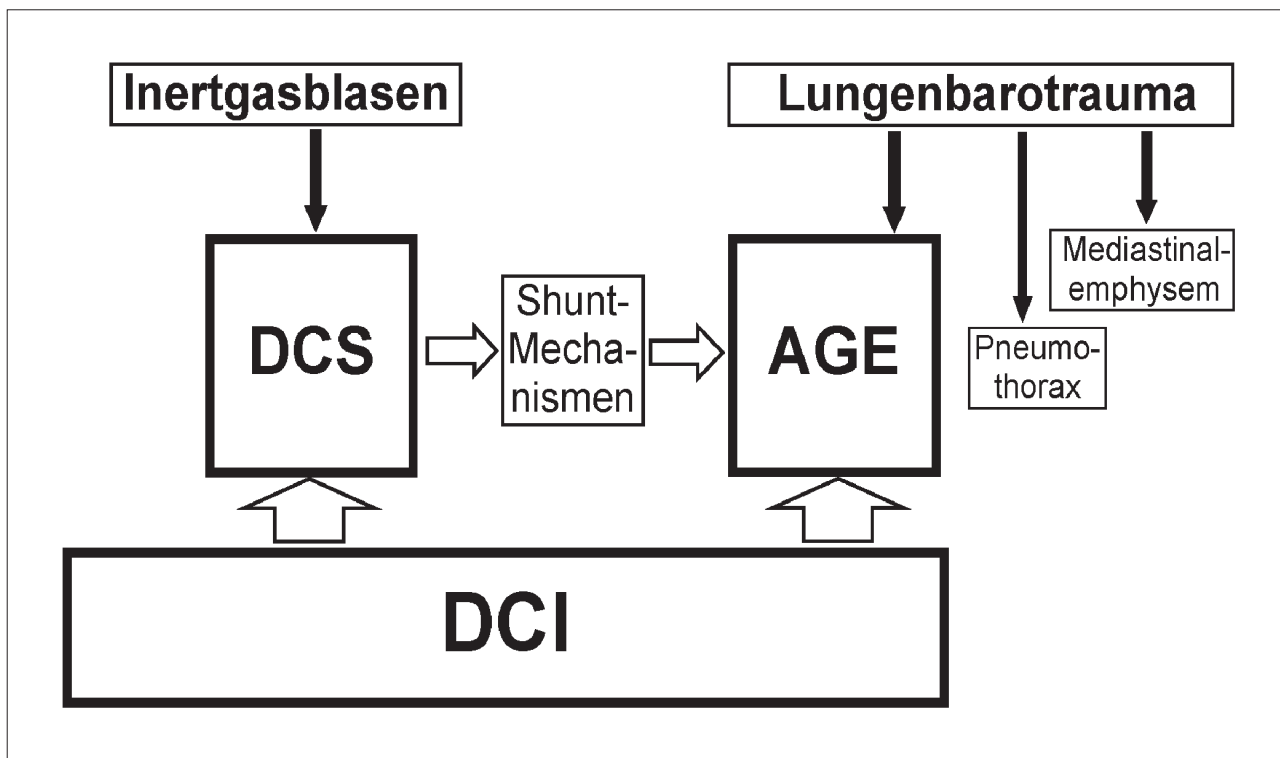 Inertgasblasen
Lungenbarotrauma
DCS
Shunt-
Mecha-
nismen
AGE
Mediastinal-
emphysem
Pneumo-
thorax
DCI